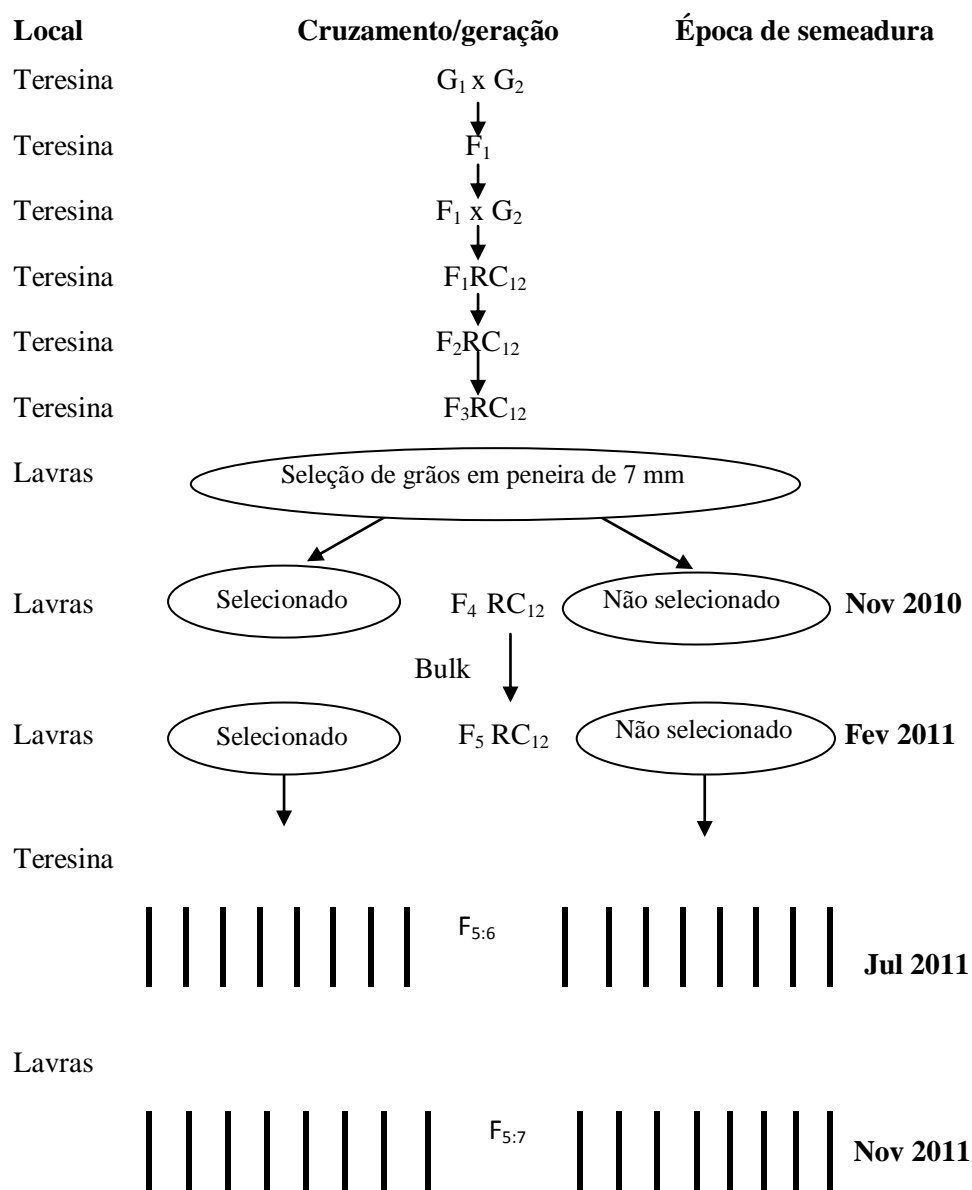 Local Cruzamento/geração Época de semeadura
Teresina G₁ x G₂
Teresina F₁
Teresina F₁ x G₂
Teresina F₁RC₁₂
Teresina F₂RC₁₂
Teresina F₃RC₁₂
Lavras Seleção de grãos em peneira de 7 mm
Lavras Selecionado F₄ RC₁₂ Não selecionado Nov 2010
Bulk
Lavras Selecionado F₅ RC₁₂ Não selecionado Fev 2011
Teresina
F₅:₆
Jul 2011
Lavras
F₅:₇
Nov 2011